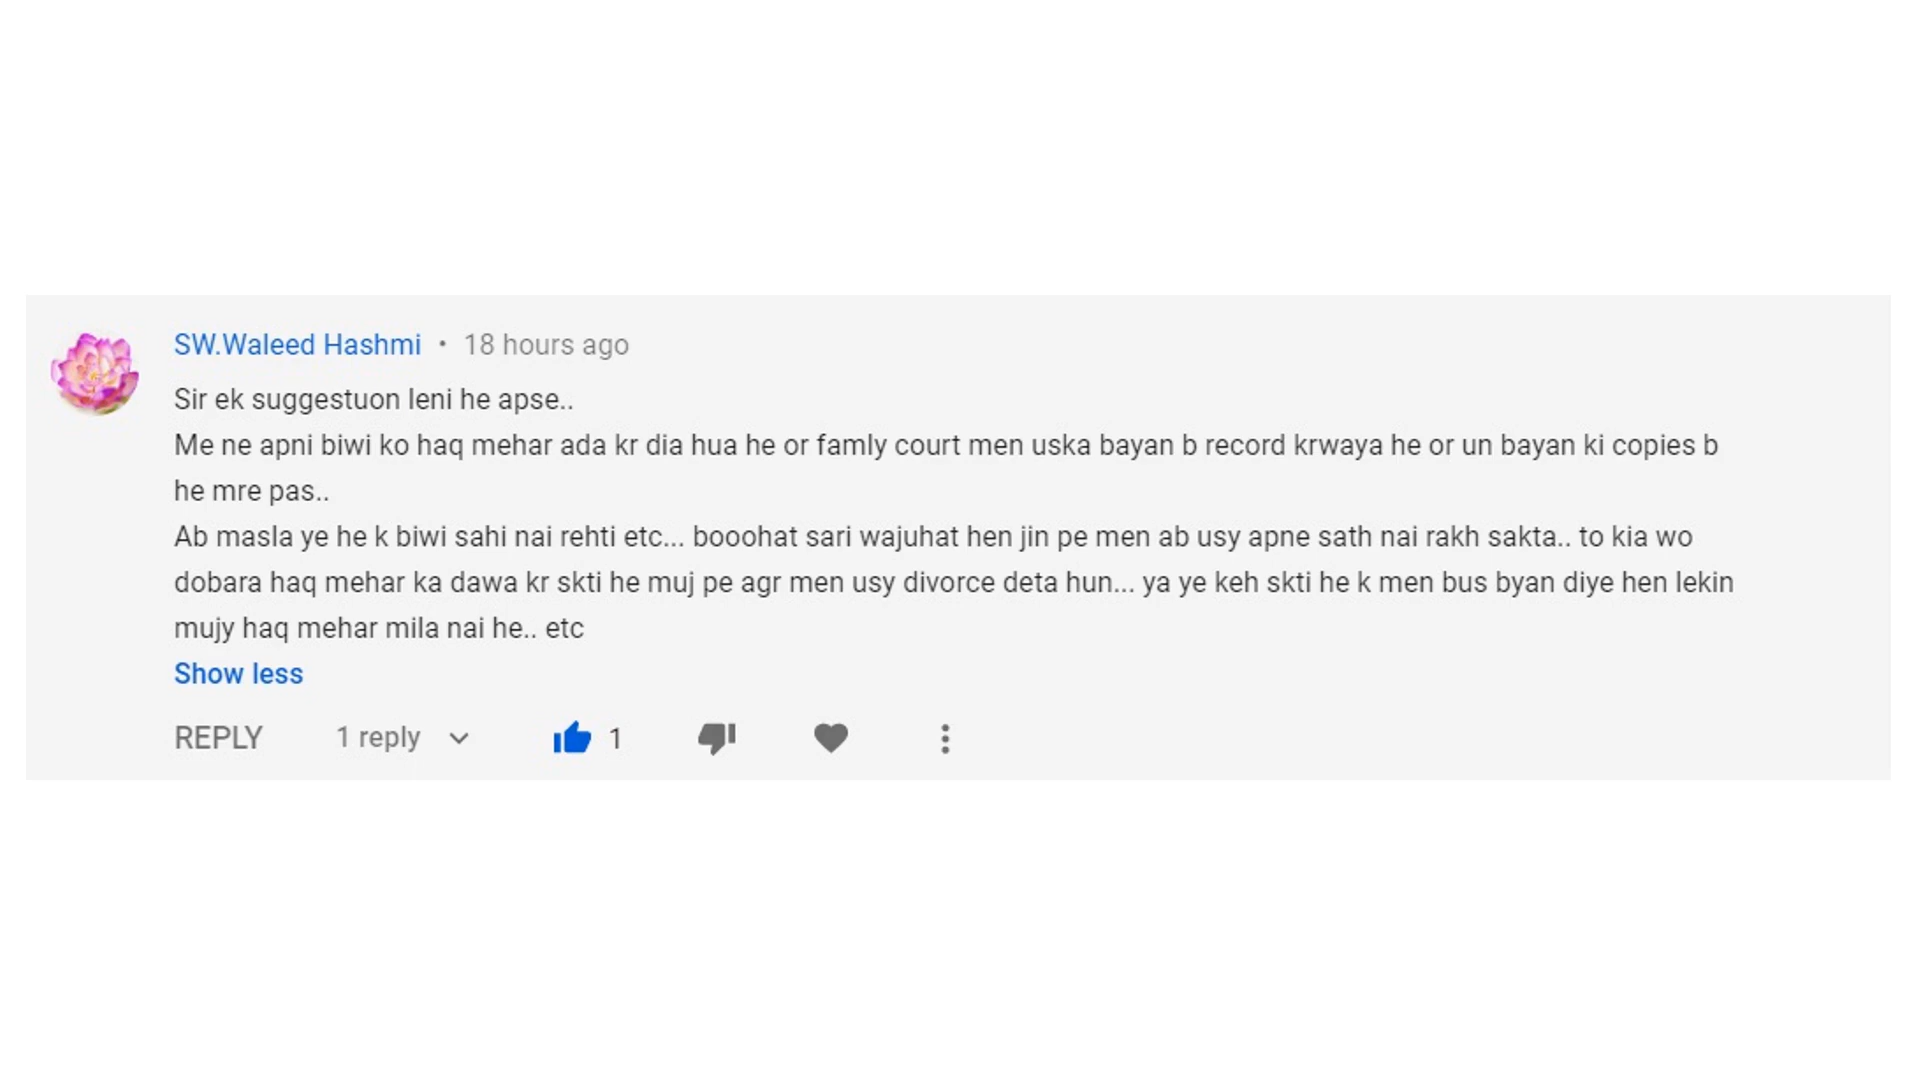 SW.Waleed Hashmi • 18 hours ago
Sir ek suggestuon leni he apse..
Me ne apni biwi ko haq mehar ada kr dia hua he or famly court men uska bayan b record krwaya he or un bayan ki copies b
he mre pas..
Ab masla ye he k biwi sahi nai rehti etc... booohat sari wajuhat hen jin pe men ab usy apne sath nai rakh sakta.. to kia wo
dobara haq mehar ka dawa kr skti he muj pe agr men usy divorce deta hun... ya ye keh skti he k men bus byan diye hen lekin
mujy haq mehar mila nai he.. etc
Show less
REPLY 1 reply 1